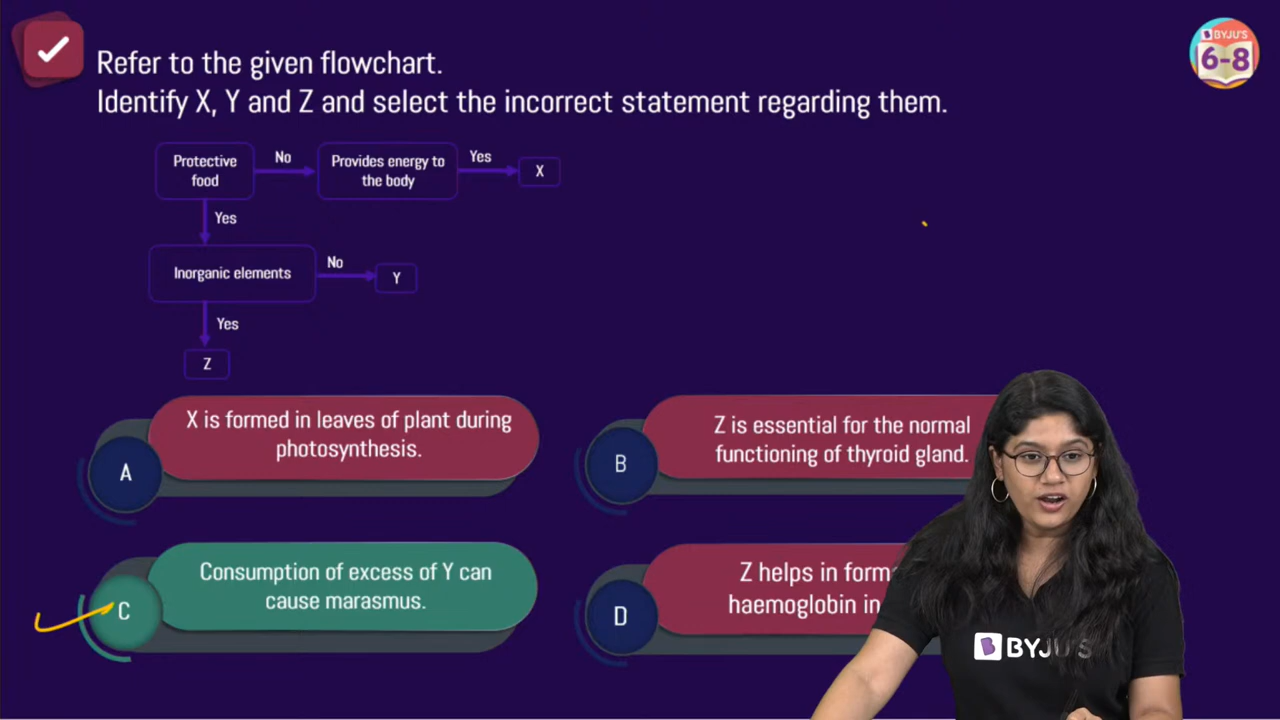 BYJU'S
6-8
Refer to the given flowchart.
Identify X, Y and Z and select the incorrect statement regarding them.
Protective
food
No
Provides energy to
the body
Yes
X
Yes
Inorganic elements
No
Y
Yes
Z
A
X is formed in leaves of plant during
photosynthesis.
B
Z is essential for the normal
functioning of thyroid gland.
C
Consumption of excess of Y can
cause marasmus.
D
Z helps in form
haemoglobin in
BYJU'S